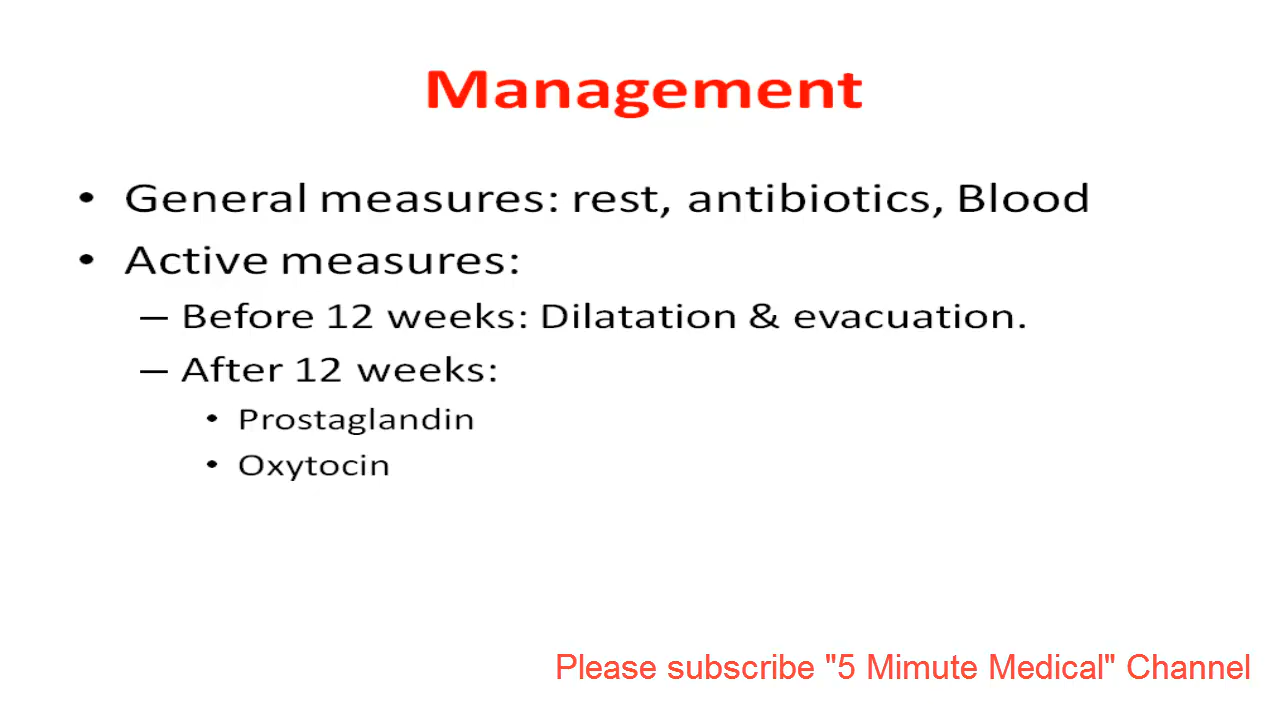 Management
• General measures: rest, antibiotics, Blood
• Active measures:
– Before 12 weeks: Dilatation & evacuation.
– After 12 weeks:
• Prostaglandin
• Oxytocin
Please subscribe "5 Mimute Medical" Channel